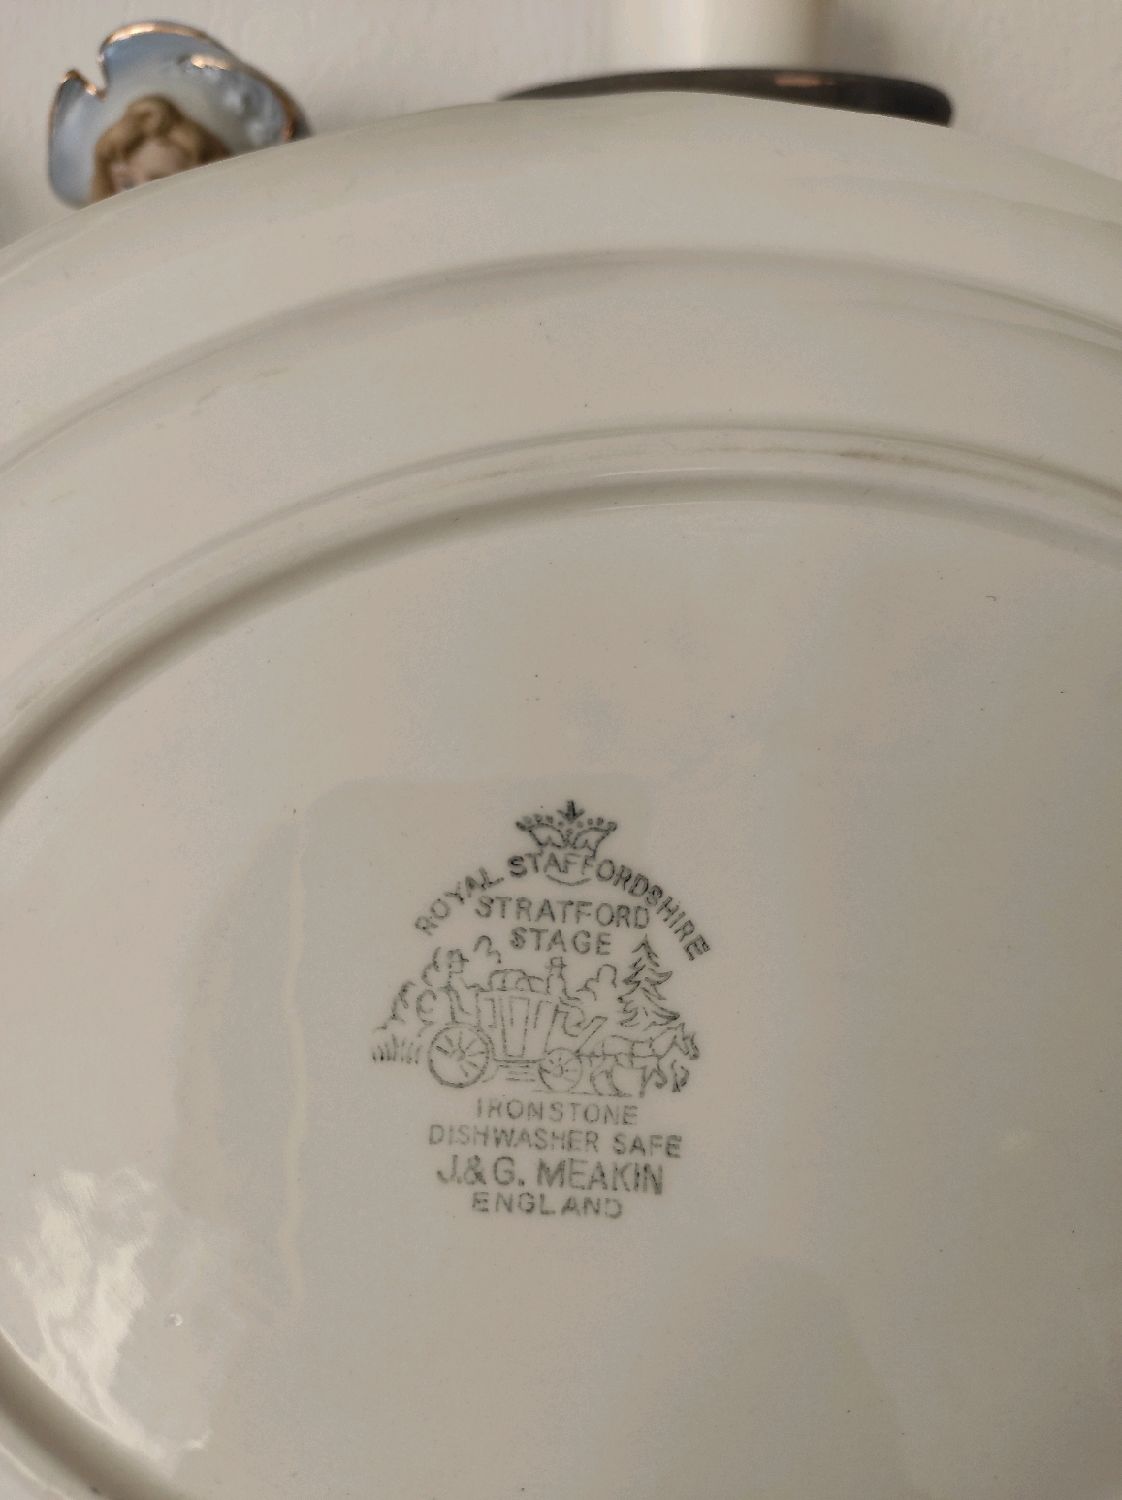 ROYAL STAFFORDSHIRE
STRATFORD
STAGE
IRONSTONE
DISHWASHER SAFE
J.&G. MEAKIN
ENGLAND